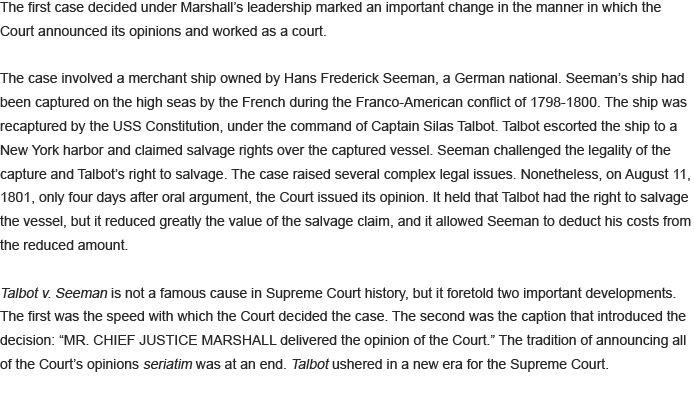 The first case decided under Marshall’s leadership marked an important change in the manner in which the
Court announced its opinions and worked as a court.
The case involved a merchant ship owned by Hans Frederick Seeman, a German national. Seeman’s ship had
been captured on the high seas by the French during the Franco-American conflict of 1798-1800. The ship was
recaptured by the USS Constitution, under the command of Captain Silas Talbot. Talbot escorted the ship to a
New York harbor and claimed salvage rights over the captured vessel. Seeman challenged the legality of the
capture and Talbot’s right to salvage. The case raised several complex legal issues. Nonetheless, on August 11,
1801, only four days after oral argument, the Court issued its opinion. It held that Talbot had the right to salvage
the vessel, but it reduced greatly the value of the salvage claim, and it allowed Seeman to deduct his costs from
the reduced amount.
Talbot v. Seeman is not a famous cause in Supreme Court history, but it foretold two important developments.
The first was the speed with which the Court decided the case. The second was the caption that introduced the
decision: “MR. CHIEF JUSTICE MARSHALL delivered the opinion of the Court.” The tradition of announcing all
of the Court’s opinions seriatim was at an end. Talbot ushered in a new era for the Supreme Court.